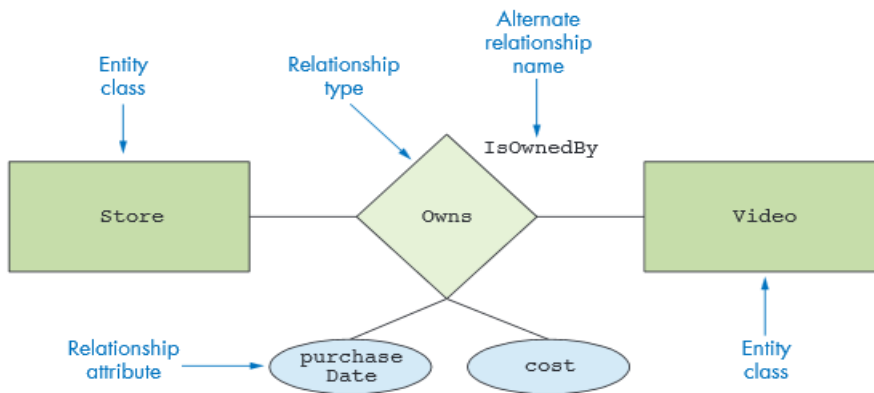 Alternate
relationship
name
Entity
class
Relationship
type
IsOwnedBy
Store
Owns
Video
Relationship
attribute
purchase
Date
cost
Entity
class